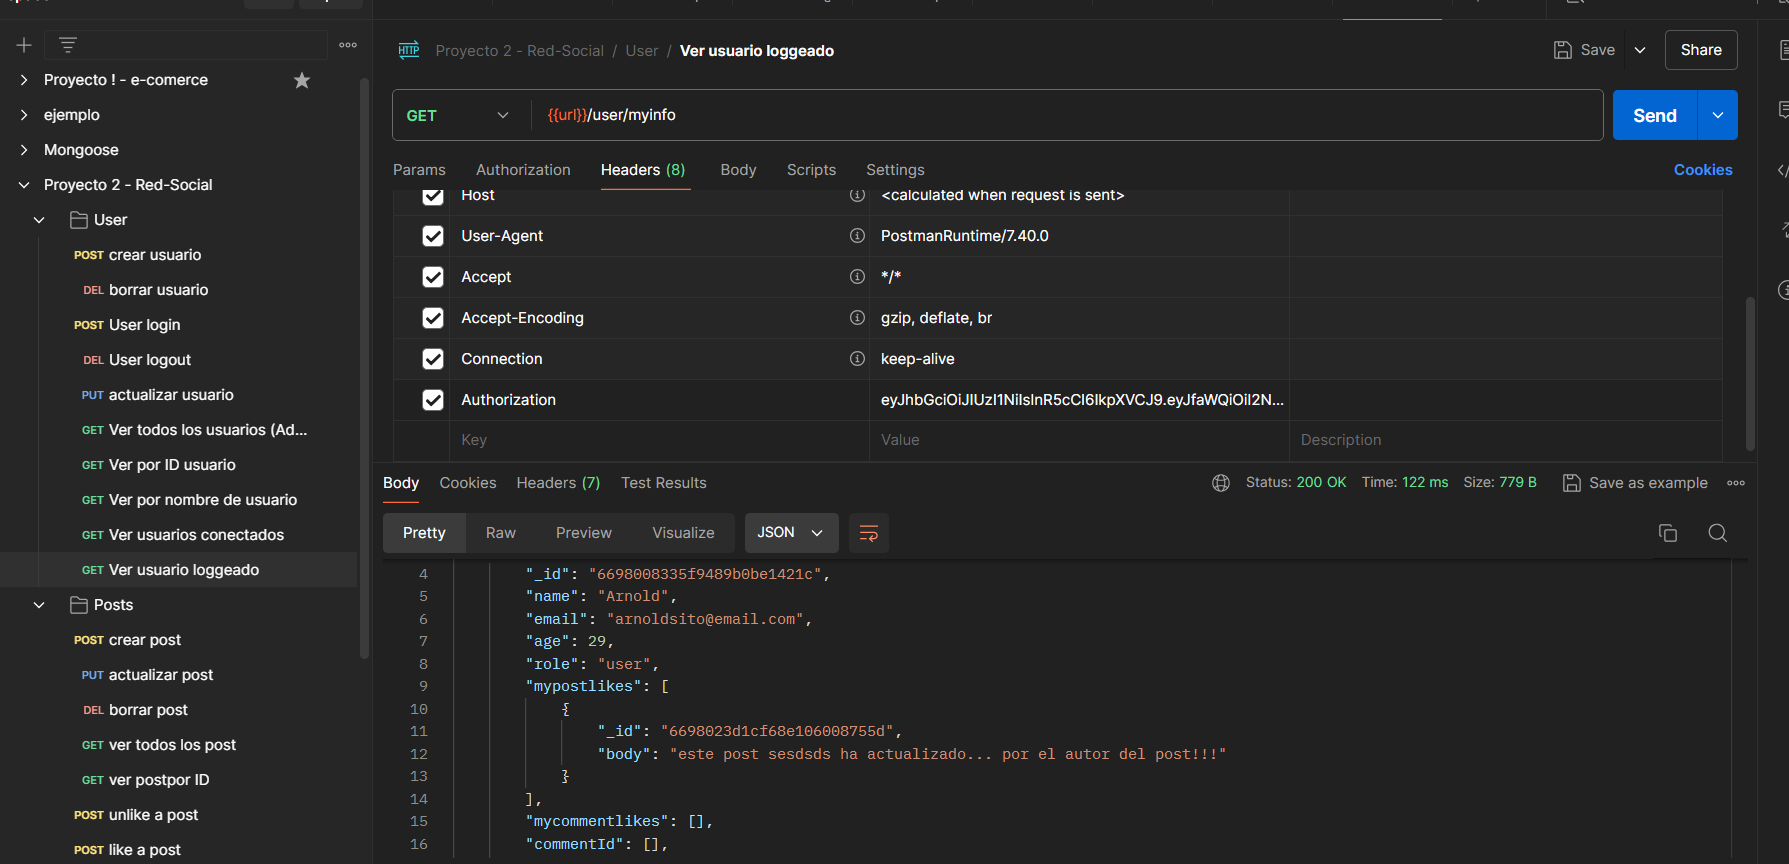 Proyecto 2 - Red-Social / User / Ver usuario loggeado
Save
Share
Proyecto ! - e-comerce
ejemplo
Mongoose
Proyecto 2 - Red-Social
User
POST crear usuario
DEL borrar usuario
POST User login
DEL User logout
PUT actualizar usuario
GET Ver todos los usuarios (Ad...
GET Ver por ID usuario
GET Ver por nombre de usuario
GET Ver usuarios conectados
GET Ver usuario loggeado
Posts
POST crear post
PUT actualizar post
DEL borrar post
GET ver todos los post
GET ver postpor ID
POST unlike a post
POST like a post
HTTP
GET {{url}}/user/myinfo
Send
Params Authorization Headers (8) Body Scripts Settings Cookies
Host <calculated when request is sent>
User-Agent PostmanRuntime/7.40.0
Accept */*
Accept-Encoding gzip, deflate, br
Connection keep-alive
Authorization eyJhbGciOiJIUzI1NiIsInR5cCI6IkpXVCJ9.eyJfaWQiOiI2N...
Key Value Description
Body Cookies Headers (7) Test Results Status: 200 OK Time: 122 ms Size: 779 B Save as example
Pretty Raw Preview Visualize JSON
4 "_id": "6698008335f9489b0be1421c",
5 "name": "Arnold",
6 "email": "arnoldsito@email.com",
7 "age": 29,
8 "role": "user",
9 "mypostlikes": [
10 {
11 "_id": "6698023d1cf68e106008755d",
12 "body": "este post sesdsds ha actualizado... por el autor del post!!!"
13 }
14 ],
15 "mycommentlikes": [],
16 "commentId": [],